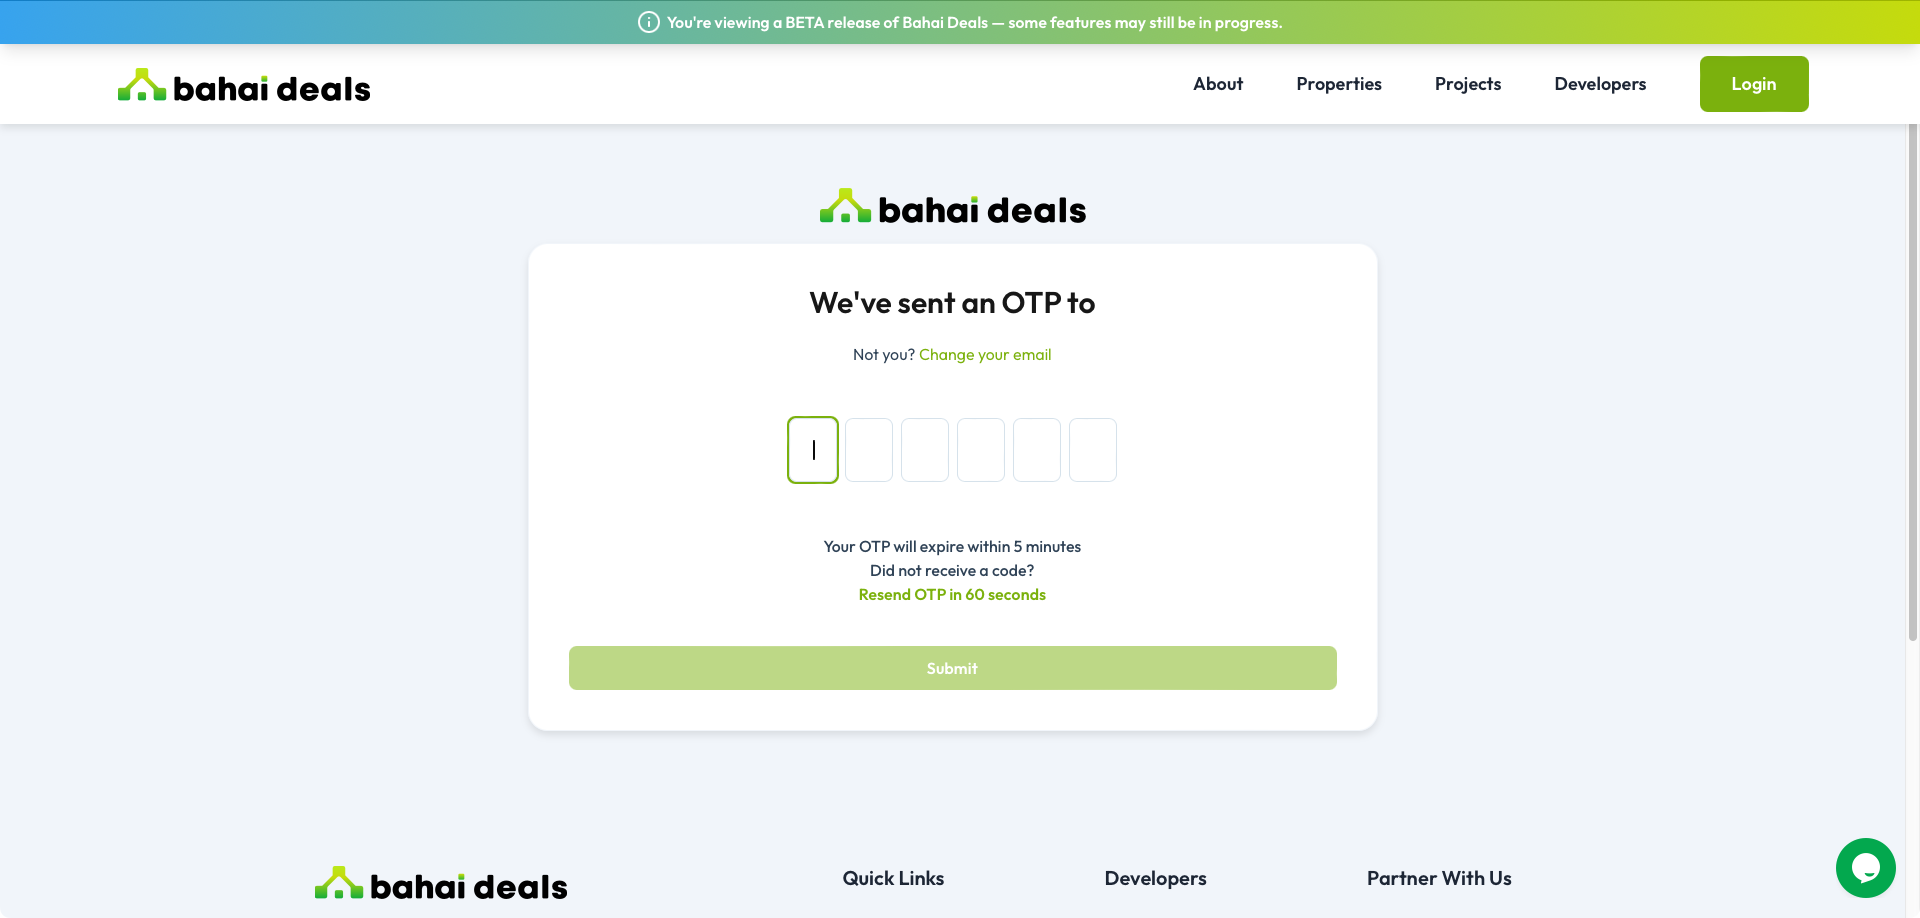 You're viewing a BETA release of Bahai Deals — some features may still be in progress.
bahai deals
About
Properties
Projects
Developers
Login
bahai deals
We've sent an OTP to
Not you? Change your email
Your OTP will expire within 5 minutes
Did not receive a code?
Resend OTP in 60 seconds
Submit
bahai deals
Quick Links
Developers
Partner With Us